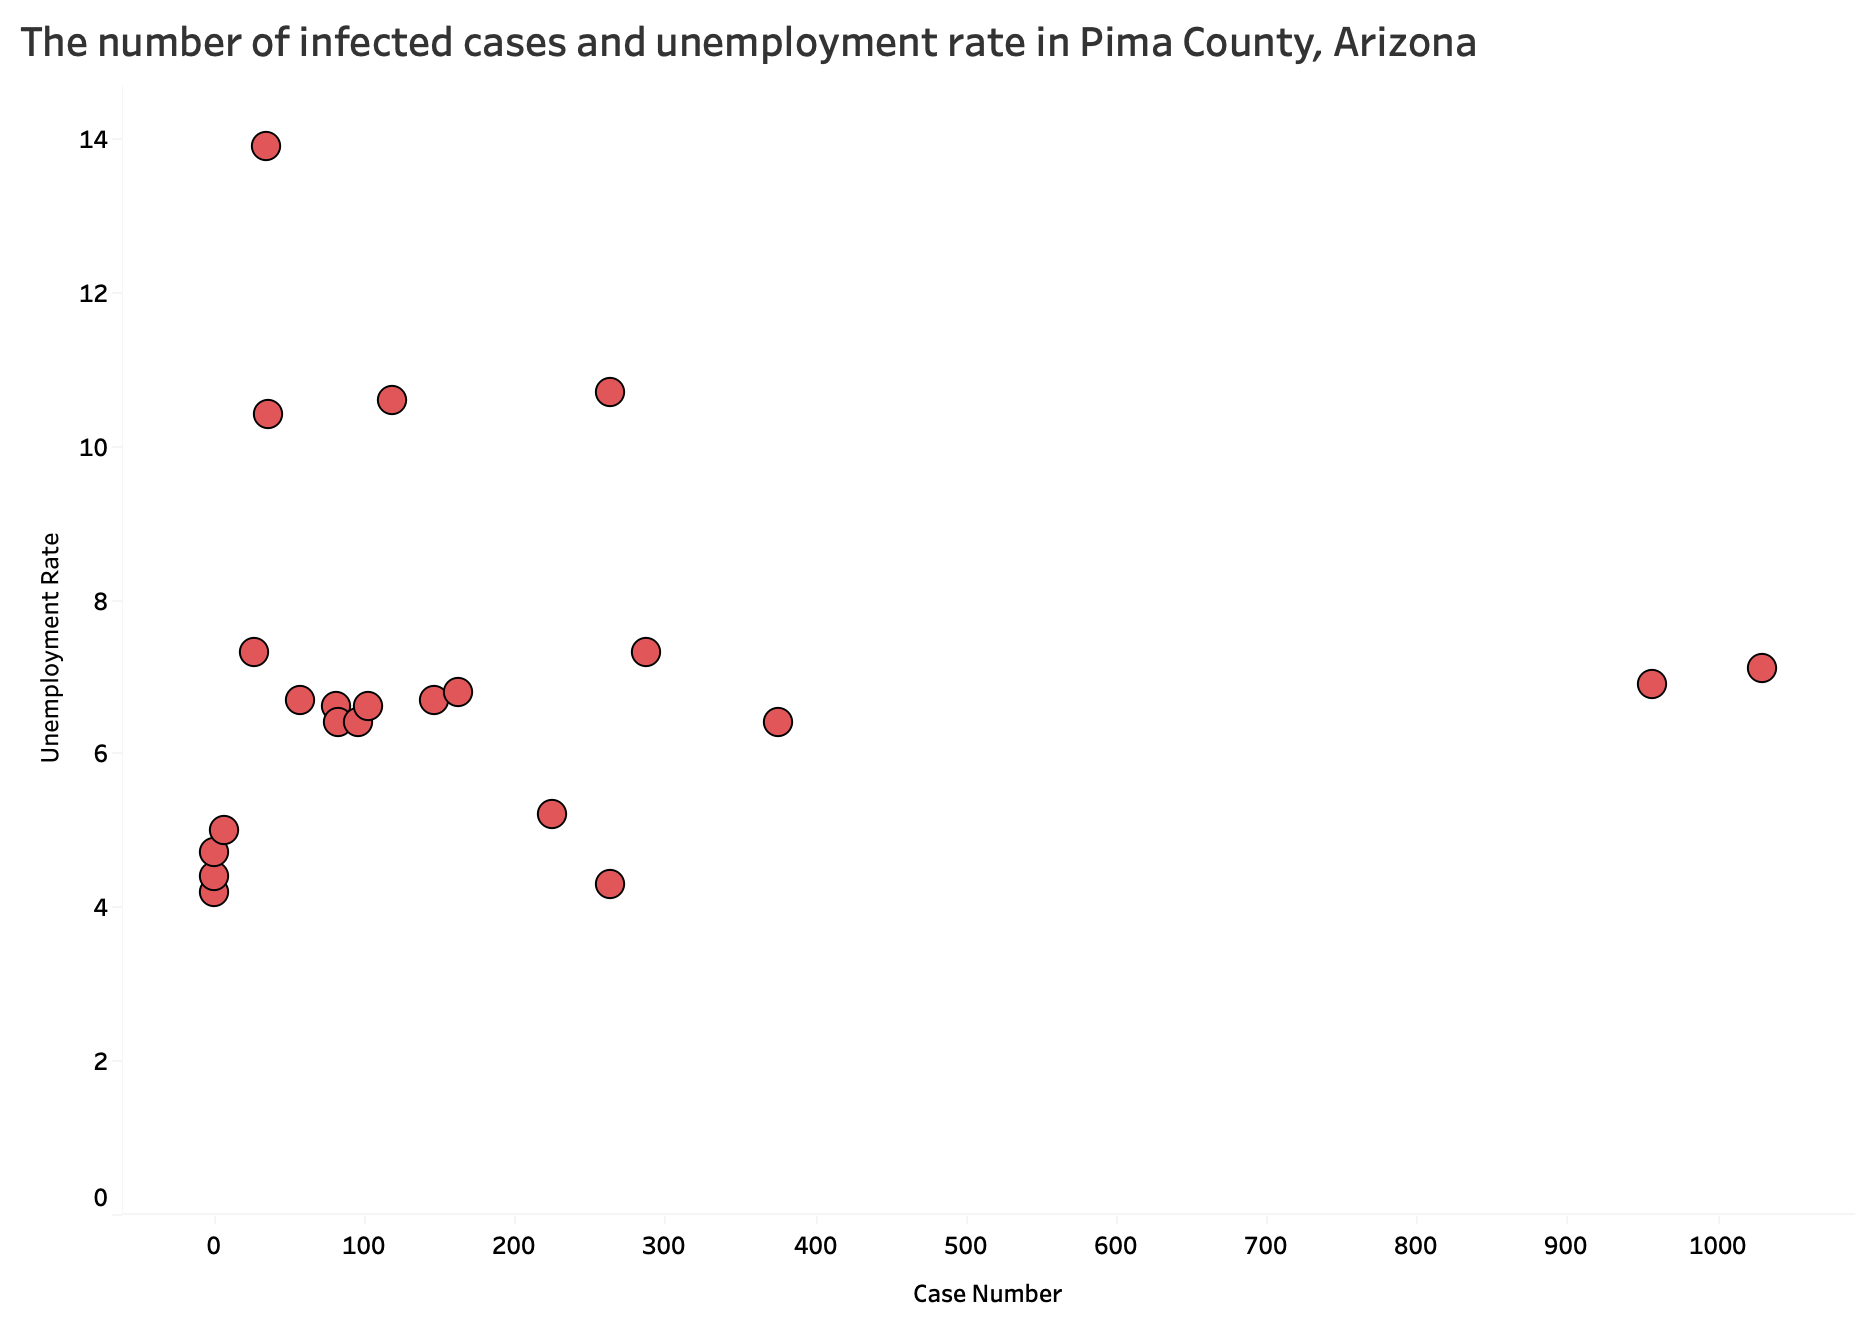 The number of infected cases and unemployment rate in Pima County, Arizona
14
12
10
8
6
4
2
0
Unemployment Rate
0 100 200 300 400 500 600 700 800 900 1000
Case Number